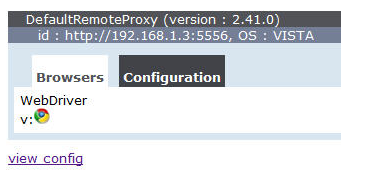 DefaultRemoteProxy (version : 2.41.0)
id : http://192.168.1.3:5556, OS : VISTA
Browsers Configuration
WebDriver
v:
view config